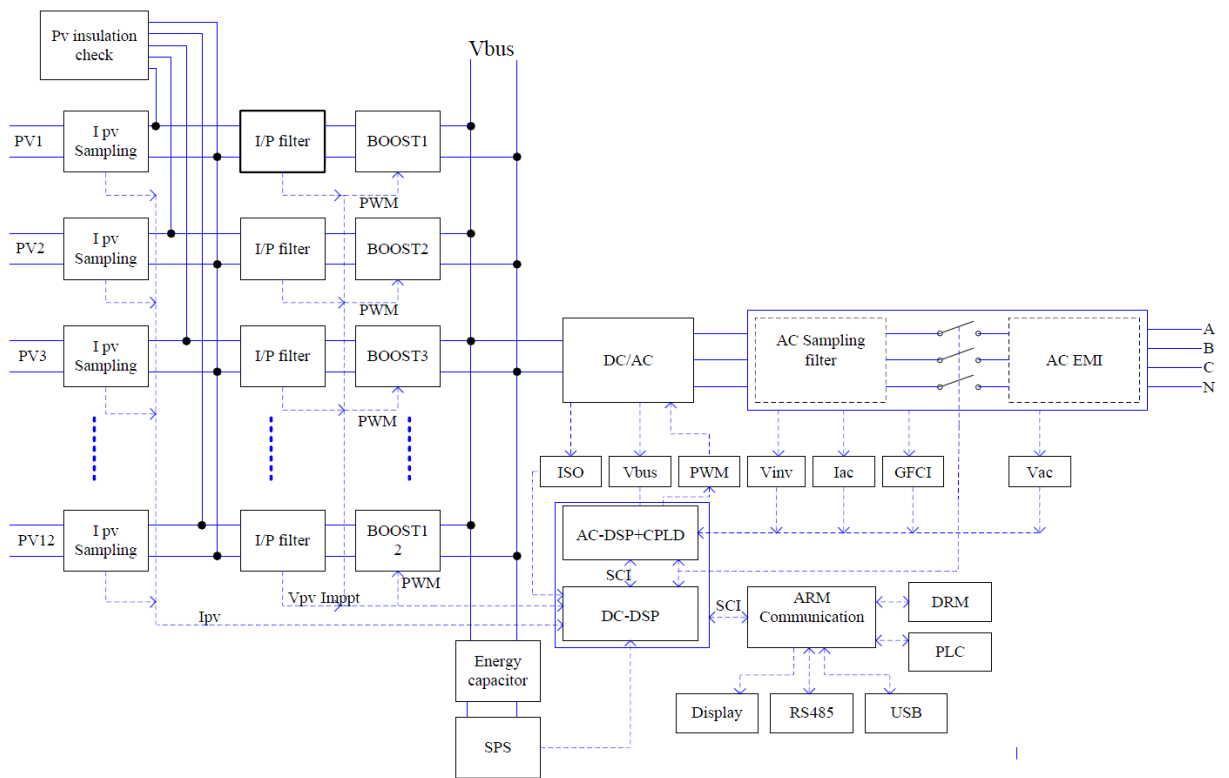 Pv insulation
check
Vbus
PV1
I pv
Sampling
I/P filter
BOOST1
PWM
PV2
I pv
Sampling
I/P filter
BOOST2
PWM
PV3
I pv
Sampling
I/P filter
BOOST3
PWM
DC/AC
AC Sampling
filter
AC EMI
A
B
C
N
ISO
Vbus
PWM
Vinv
Iac
GFCI
Vac
PV12
I pv
Sampling
I/P filter
BOOST1
2
PWM
AC-DSP+CPLD
SCI
DC-DSP
Vpv Imppt
Ipv
SCI
ARM
Communication
DRM
PLC
Energy
capacitor
SPS
Display
RS485
USB